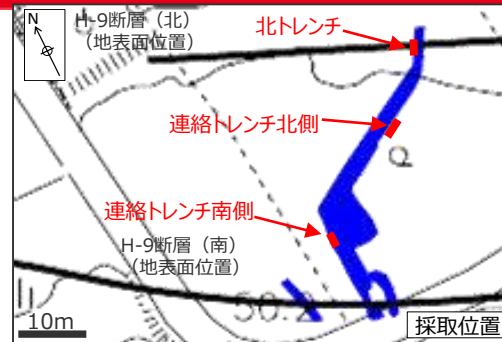 N
H-9断層（北）
（地表面位置）
北トレンチ
連絡トレンチ北側
連絡トレンチ南側
H-9断層（南）
（地表面位置）
10m
採取位置